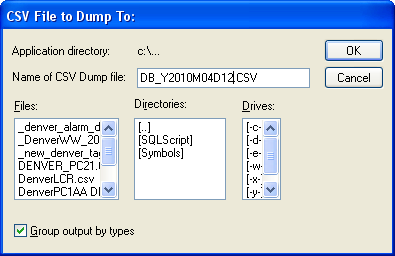 CSV File to Dump To:
Application directory: c:\...
OK
Name of CSV Dump file: DB_Y2010M04D12.CSV
Cancel
Files: Directories: Drives:
_denver_alarm_d [..] [-c-
_DenverWW_20 [SQLScript] [-d-
_new_denver_tag [Symbols] [-e-
DENVER_PC21. [-w-
DenverLCR.csv [-x-
DenverPC1AA DI [-y-
Group output by types